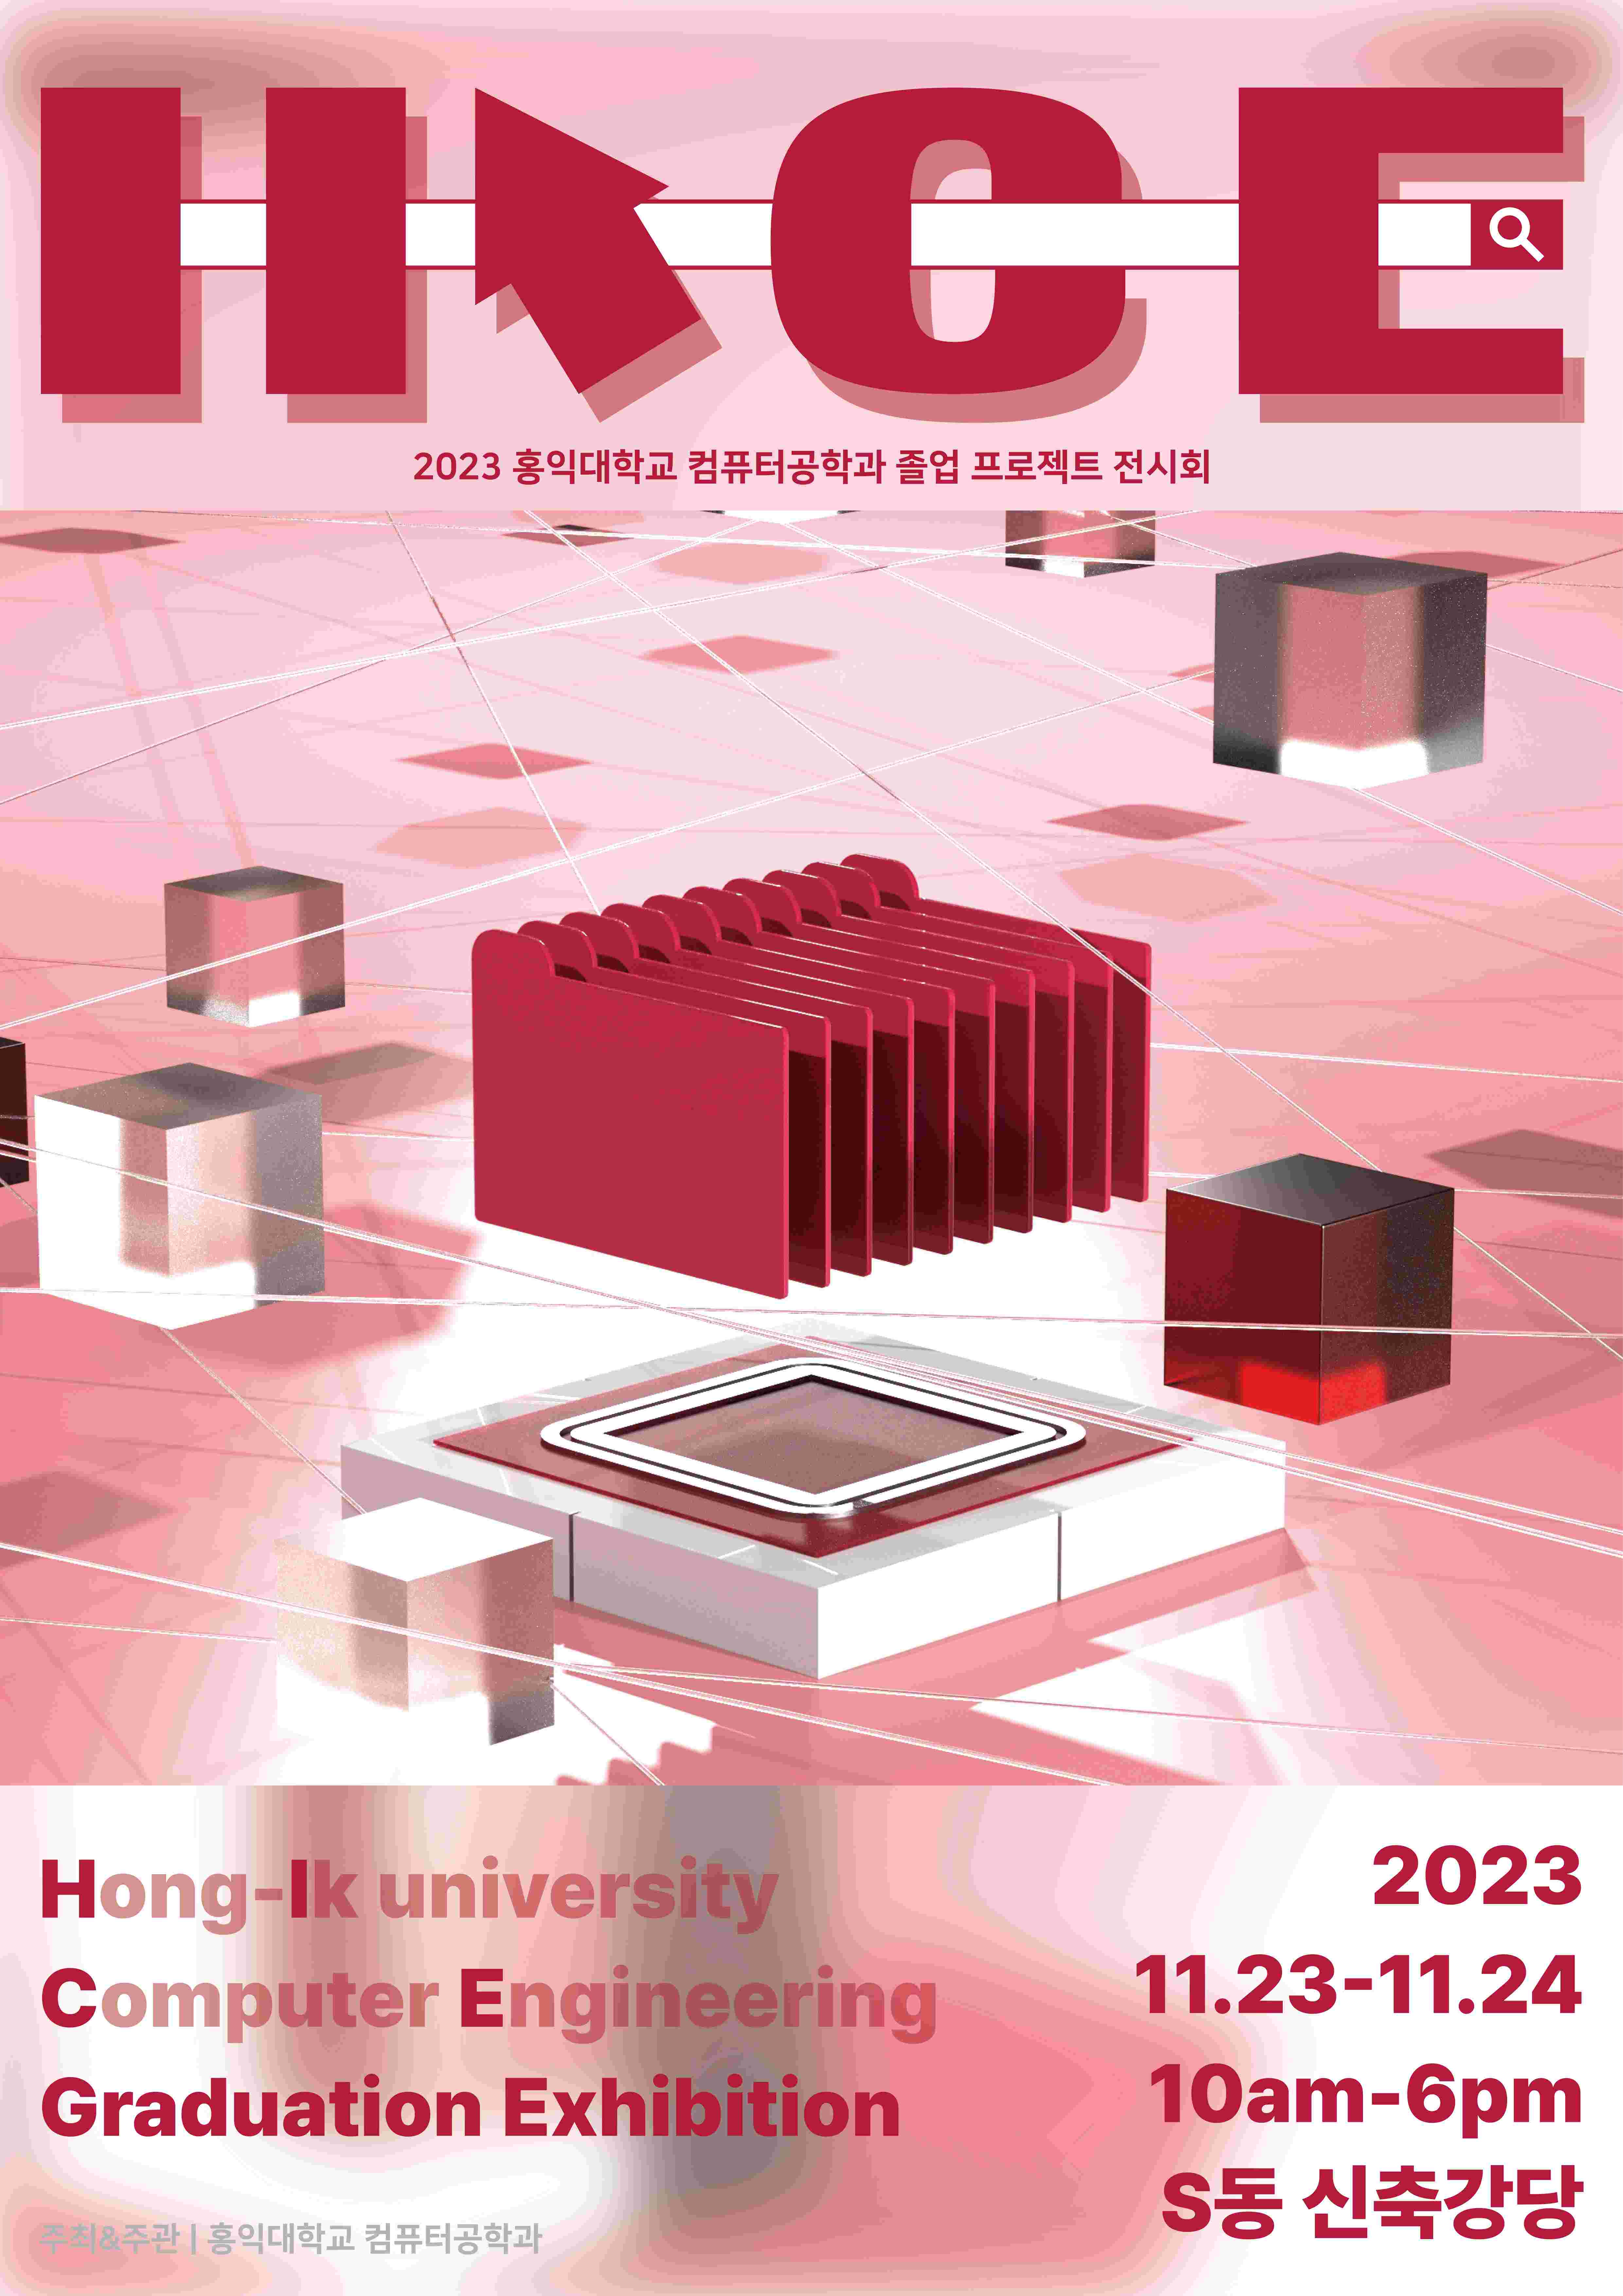 HICE
2023 홍익대학교 컴퓨터공학과 졸업 프로젝트 전시회
Hong-Ik university
Computer Engineering
Graduation Exhibition
2023
11.23-11.24
10am-6pm
S동 신축강당
주최&주관 | 홍익대학교 컴퓨터공학과